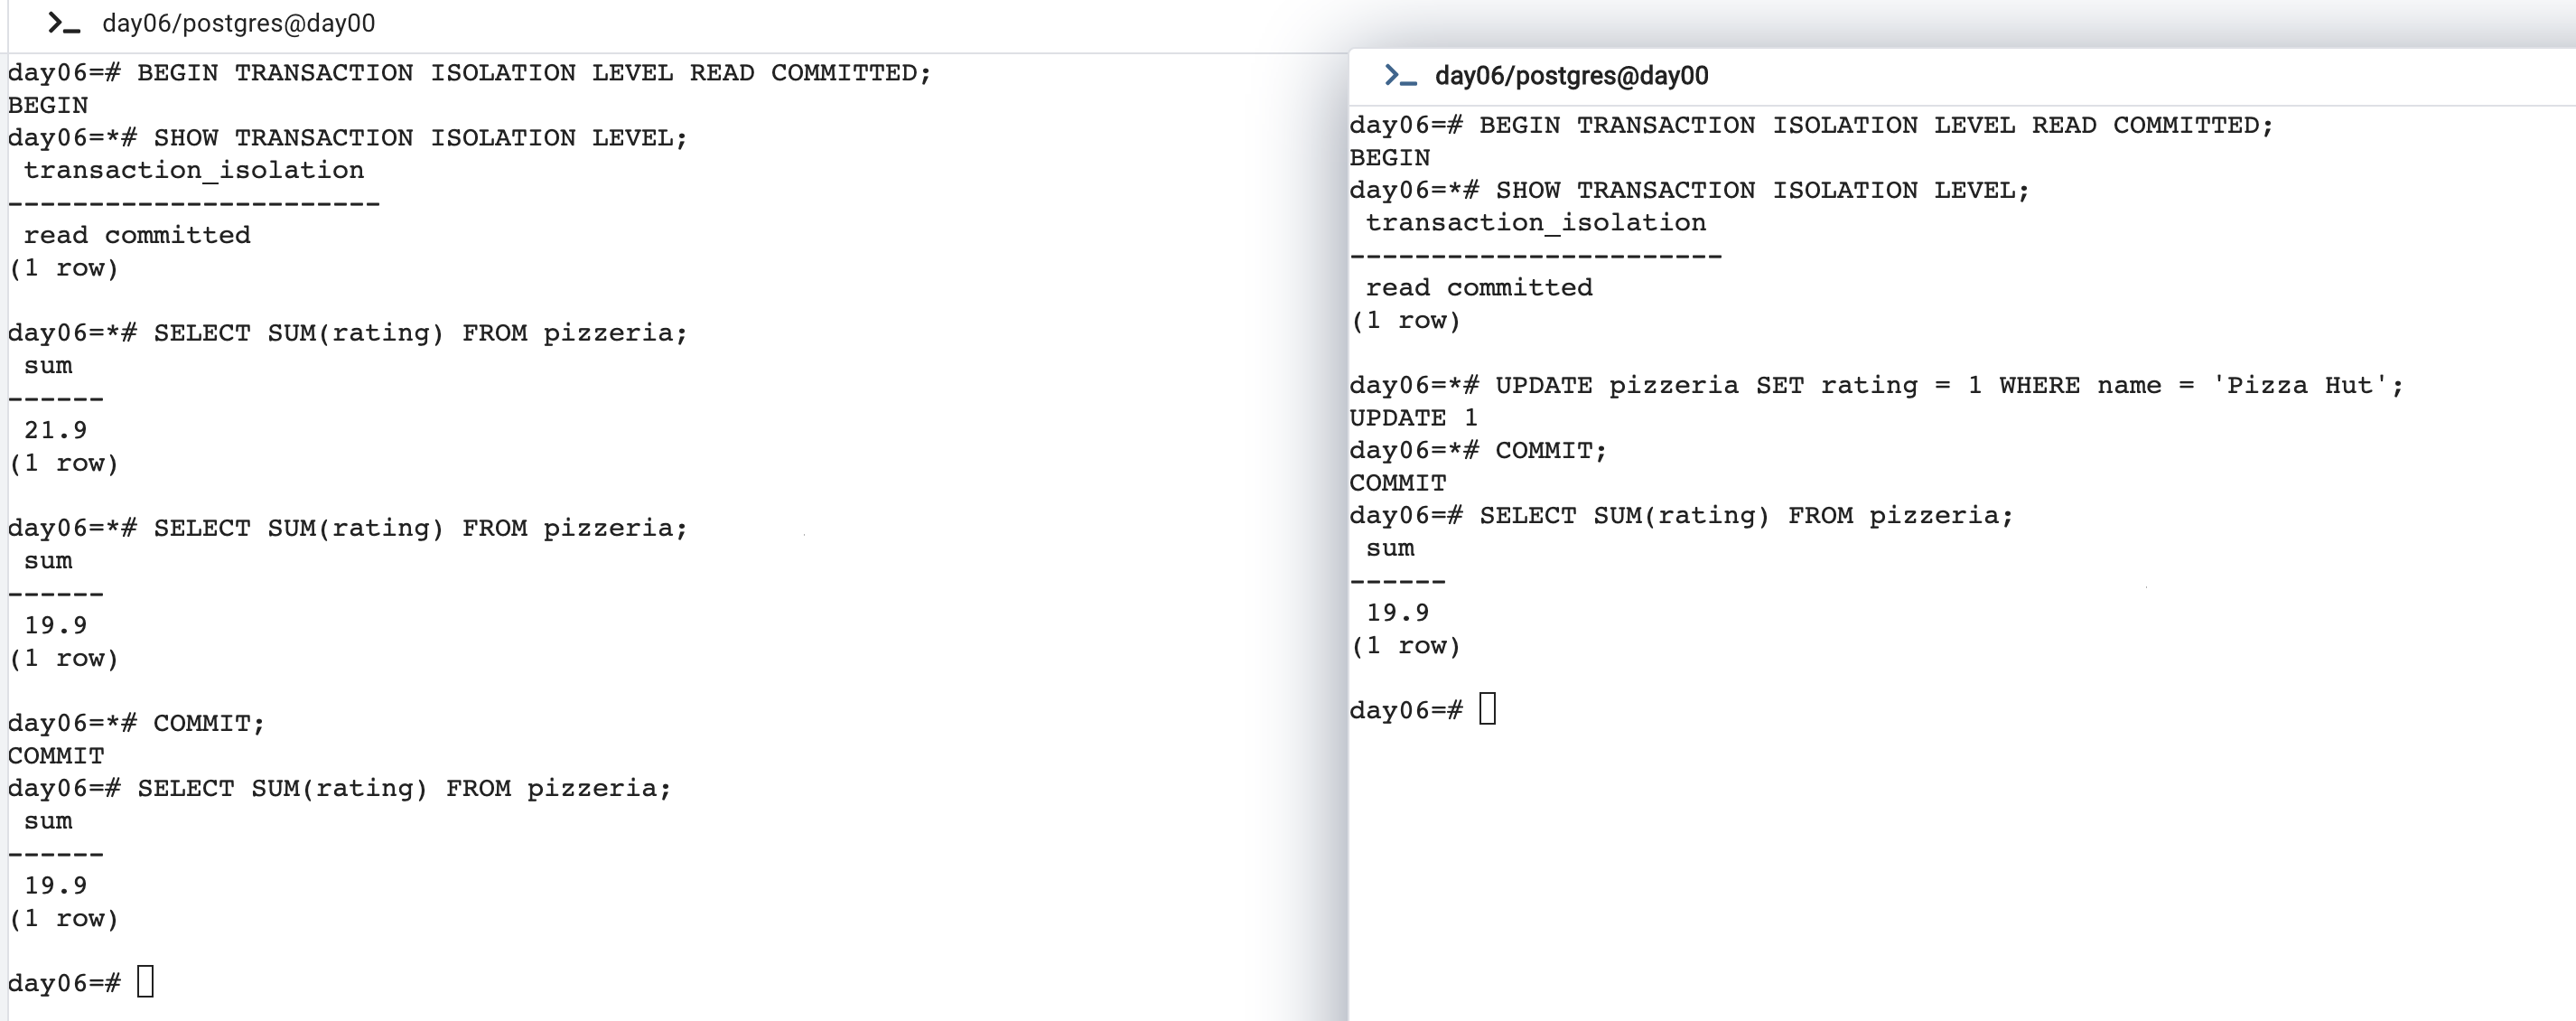 day06/postgres@day00
day06=# BEGIN TRANSACTION ISOLATION LEVEL READ COMMITTED;
BEGIN
day06=*# SHOW TRANSACTION ISOLATION LEVEL;
transaction_isolation
-----------------------
read committed
(1 row)
day06=*# SELECT SUM(rating) FROM pizzeria;
sum
------
21.9
(1 row)
day06=*# SELECT SUM(rating) FROM pizzeria;
sum
------
19.9
(1 row)
day06=*# COMMIT;
COMMIT
day06=# SELECT SUM(rating) FROM pizzeria;
sum
------
19.9
(1 row)
day06=#
day06/postgres@day00
day06=# BEGIN TRANSACTION ISOLATION LEVEL READ COMMITTED;
BEGIN
day06=*# SHOW TRANSACTION ISOLATION LEVEL;
transaction_isolation
-----------------------
read committed
(1 row)
day06=*# UPDATE pizzeria SET rating = 1 WHERE name = 'Pizza Hut';
UPDATE 1
day06=*# COMMIT;
COMMIT
day06=# SELECT SUM(rating) FROM pizzeria;
sum
------
19.9
(1 row)
day06=#